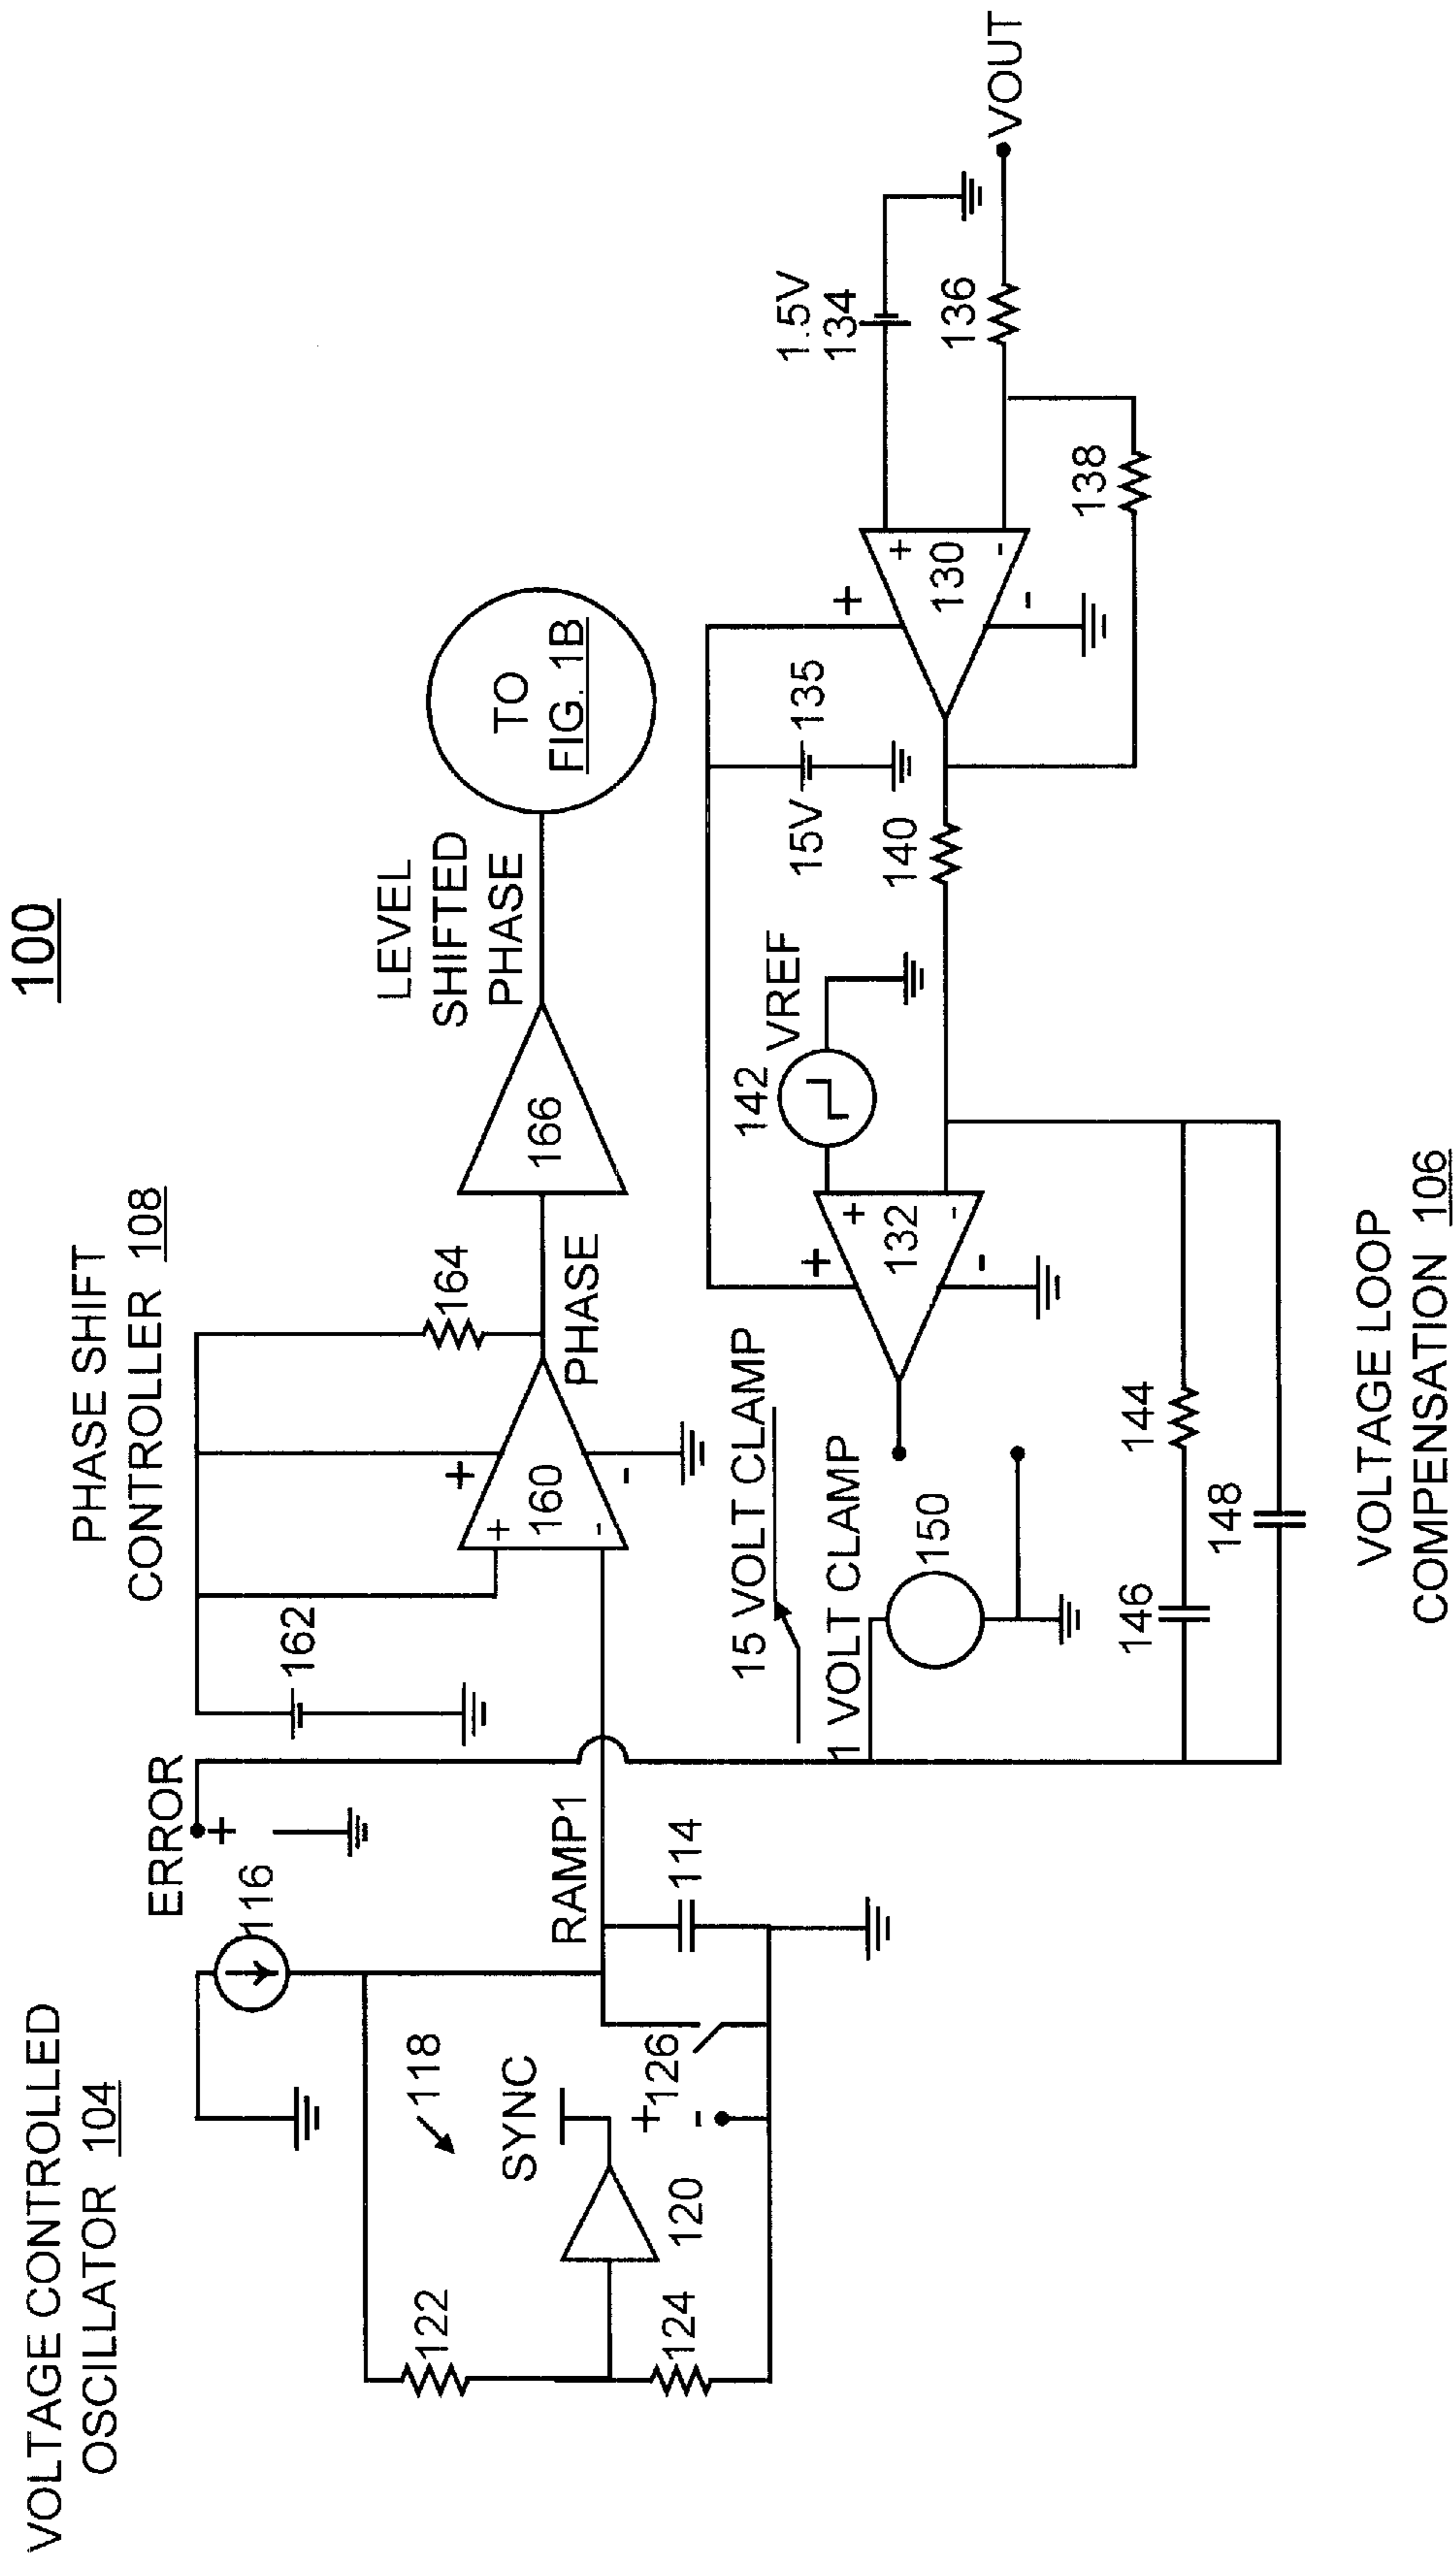 100
VOLTAGE CONTROLLED
OSCILLATOR 104
116
118
SYNC
120
122
124
+
126
-
RAMP1
114
ERROR
+
PHASE SHIFT
CONTROLLER 108
162
+
-
160
+
-
164
PHASE
166
LEVEL
SHIFTED
PHASE
TO
FIG. 1B
15 VOLT CLAMP
1 VOLT CLAMP
150
+
-
132
+
-
142
VREF
15V
135
140
+
-
130
+
-
1.5V
134
136
138
VOUT
144
146
148
VOLTAGE LOOP
COMPENSATION 106